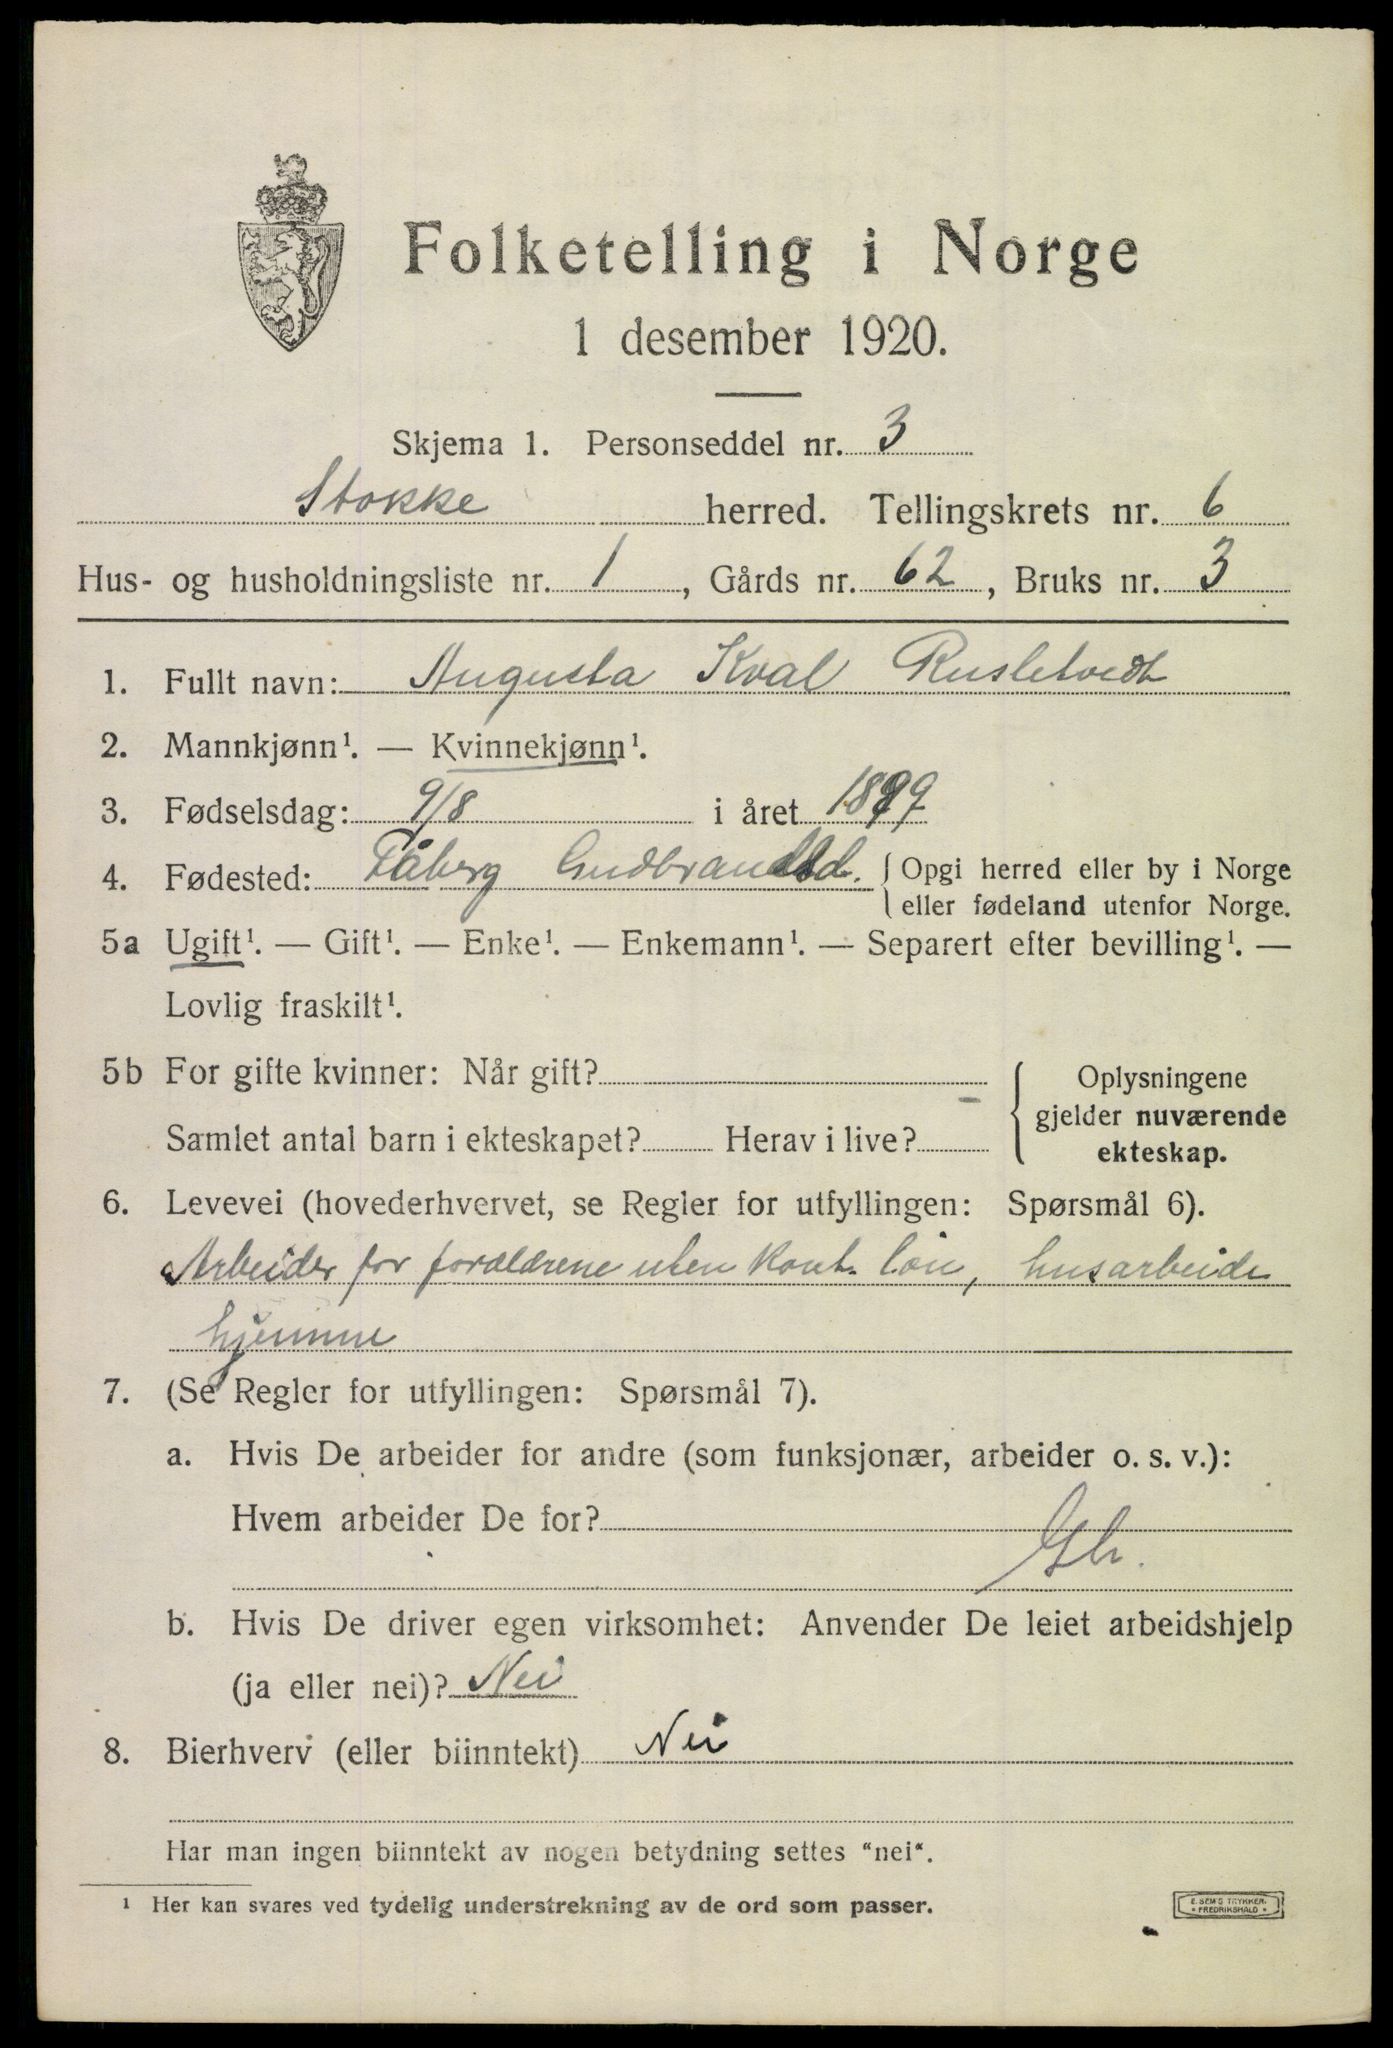 Folketelling i Norge
1 desember 1920.
Skjema 1. Personseddel nr. 3
Stokke herred. Tellingskrets nr. 6
Hus- og husholdningsliste nr. 1, Gårds nr. 62, Bruks nr. 3
1. Fullt navn: Augusta Kval Rusletvedt
2. Mannkjønn¹. — Kvinnekjønn¹.
3. Fødselsdag: 9/8 i året 1899
4. Fødested: Fåberg Gudbrandsd. { Opgi herred eller by i Norge
eller fødeland utenfor Norge.
5a Ugift¹. — Gift¹. — Enke¹. — Enkemann¹. — Separert efter bevilling¹. —
Lovlig fraskilt¹.
5b For gifte kvinner: Når gift? — { Oplysningene
gjelder nuværende
ekteskap.
Samlet antal barn i ekteskapet? Herav i live?
6. Levevei (hovederhvervet, se Regler for utfyllingen: Spørsmål 6).
Arbeider for forældrene uten kont. løn, husarbeide
hjemme
7. (Se Regler for utfyllingen: Spørsmål 7).
a. Hvis De arbeider for andre (som funksjonær, arbeider o. s. v.):
Hvem arbeider De for?
b. Hvis De driver egen virksomhet: Anvender De leiet arbeidshjelp
(ja eller nei)? Nei
8. Bierhverv (eller biinntekt) Nei
Har man ingen biinntekt av nogen betydning settes "nei".
¹ Her kan svares ved tydelig understrekning av de ord som passer.
E. SEM'S TRYKKERI
FREDRIKSHALD